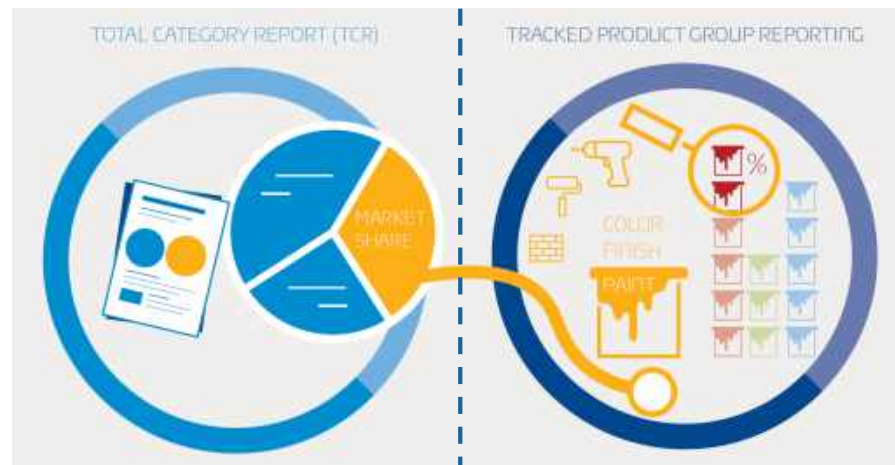 TOTAL CATEGORY REPORT (TCR)
TRACKED PRODUCT GROUP REPORTING
MARKET
SHARE
%
COLOR
FINISH
PAINT